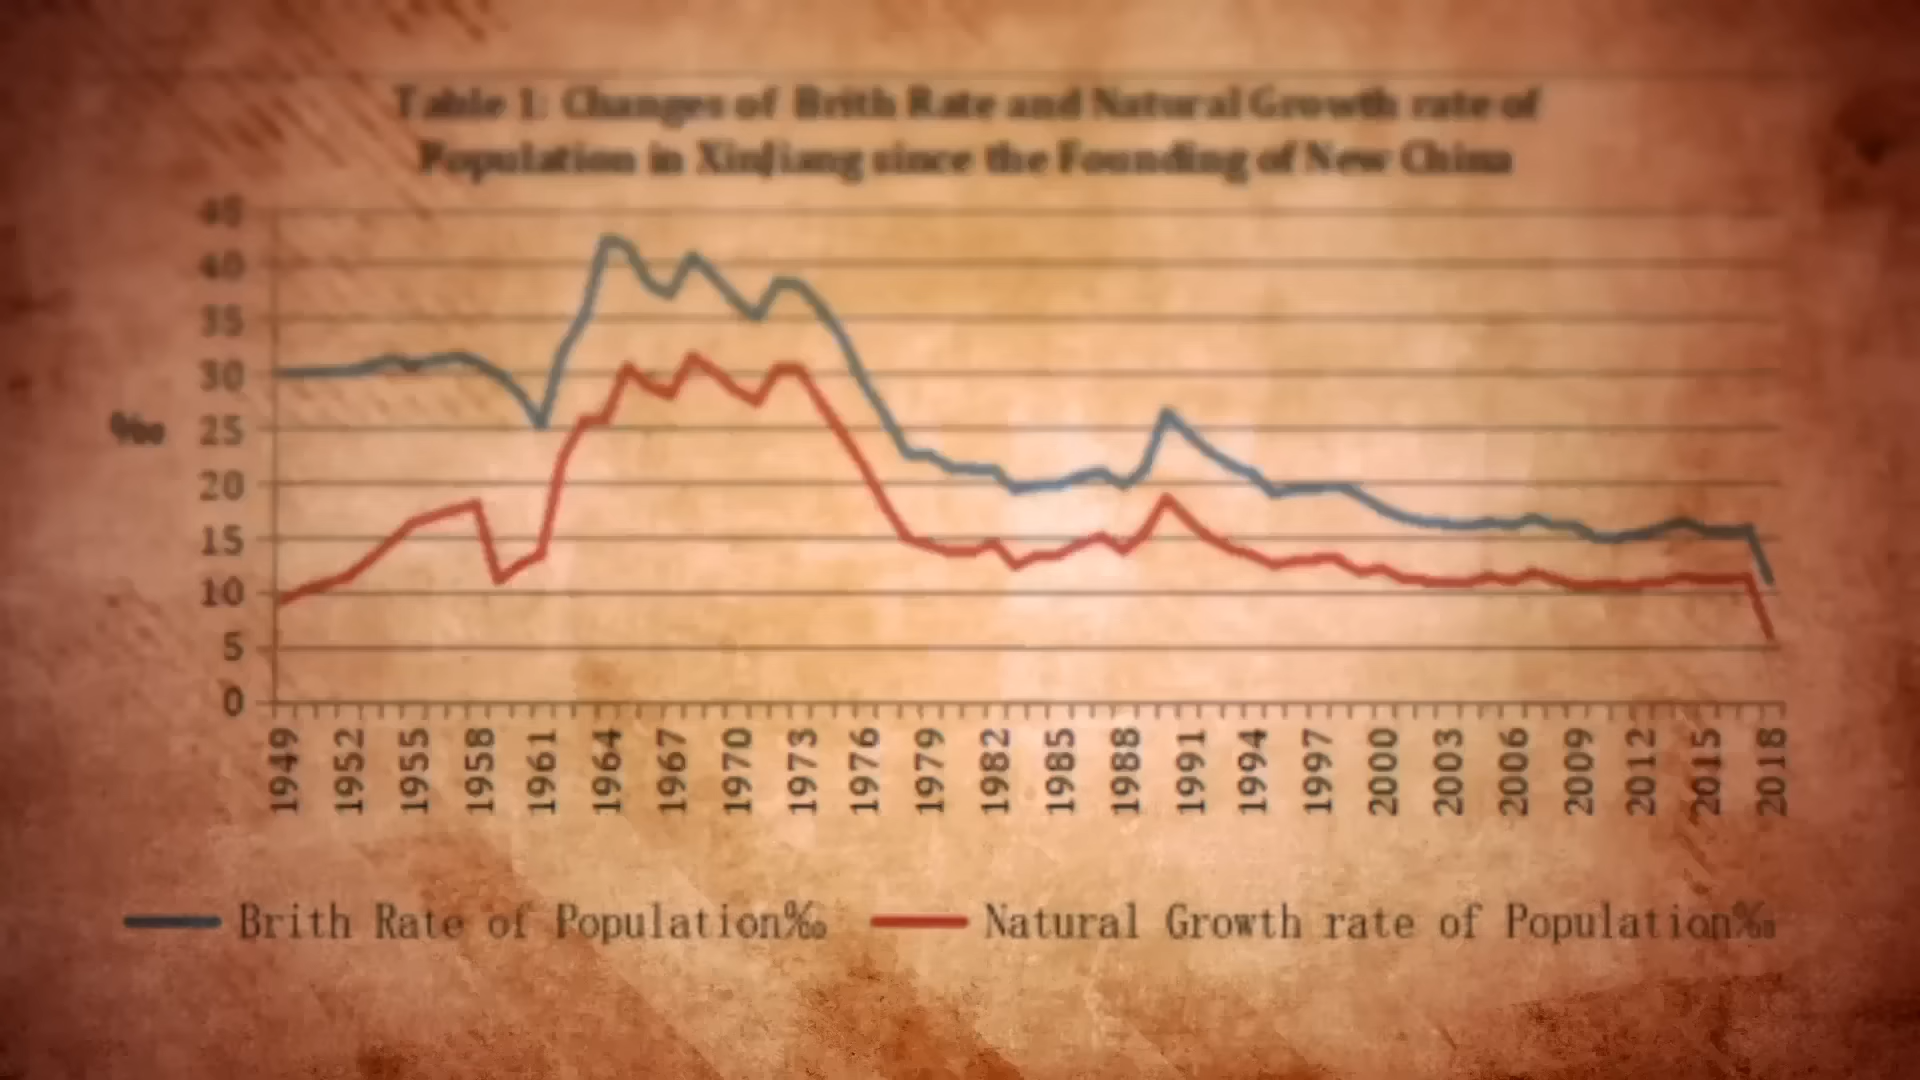 Table 1: Changes of Brith Rate and Natural Growth rate of
Population in Xinjiang since the Founding of New China
45
40
35
30
‰ 25
20
15
10
5
0
1949 1952 1955 1958 1961 1964 1967 1970 1973 1976 1979 1982 1985 1988 1991 1994 1997 2000 2003 2006 2009 2012 2015 2018
Brith Rate of Population‰ Natural Growth rate of Population‰